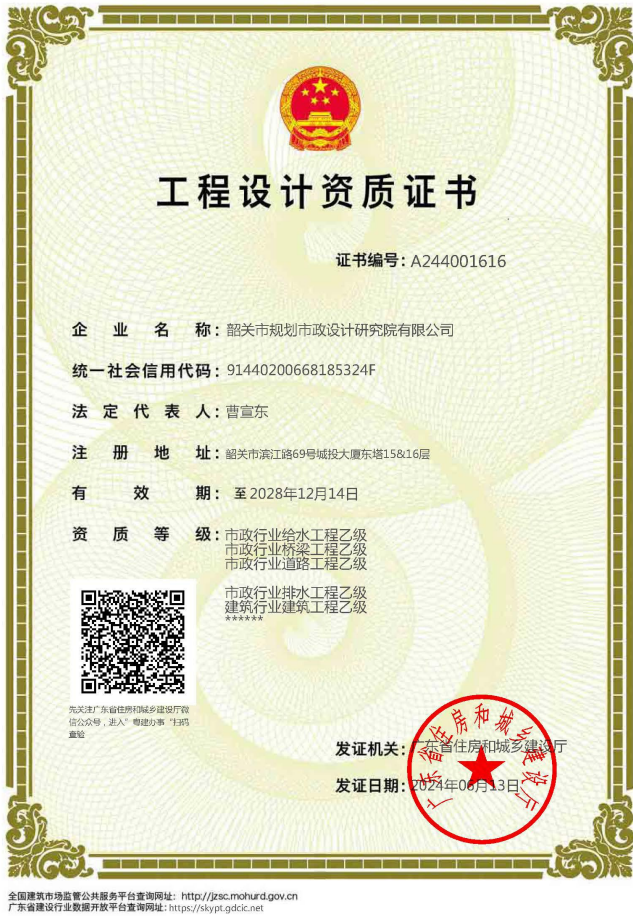 工程设计资质证书
证书编号：A244001616
企业名称：韶关市规划市政设计研究院有限公司
统一社会信用代码：91440200668185324F
法定代表人：曹宣东
注册地址：韶关市滨江路69号城投大厦东塔15&16层
有效期：至2028年12月14日
资质等级：市政行业给水工程乙级
市政行业桥梁工程乙级
市政行业道路工程乙级
市政行业排水工程乙级
建筑行业建筑工程乙级
******
先关注广东省住房和城乡建设厅微
信公众号，进入“粤建办事“扫码
查验
发证机关：广东省住房和城乡建设厅
发证日期：2024年06月13日
广东省住房和城乡建设厅
全国建筑市场监管公共服务平台查询网址：http://jzsc.mohurd.gov.cn
广东省建设行业数据开放平台查询网址：https://skypt.gdcic.net